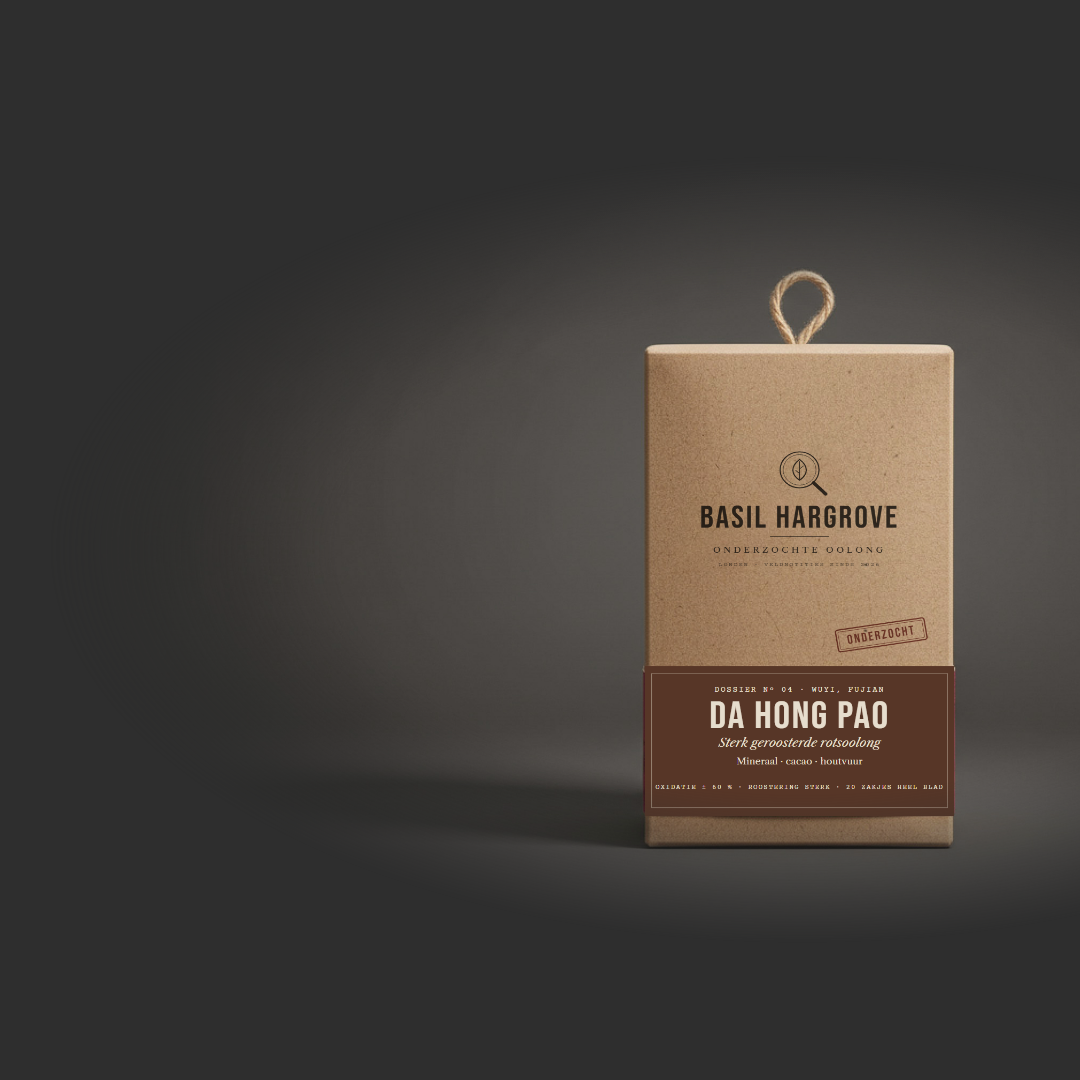 BASIL HARGROVE
ONDERZOCHTE OOLONG
ONDERZOCHT
DOSSIER Nº 04 · WUYI, FUJIAN
DA HONG PAO
Sterk geroosterde rotsoolong
Mineraal · cacao · houtvuur
OXIDATIE ± 60 % · ROOSTERING STERK · 20 ZAKJES HEEL BLAD